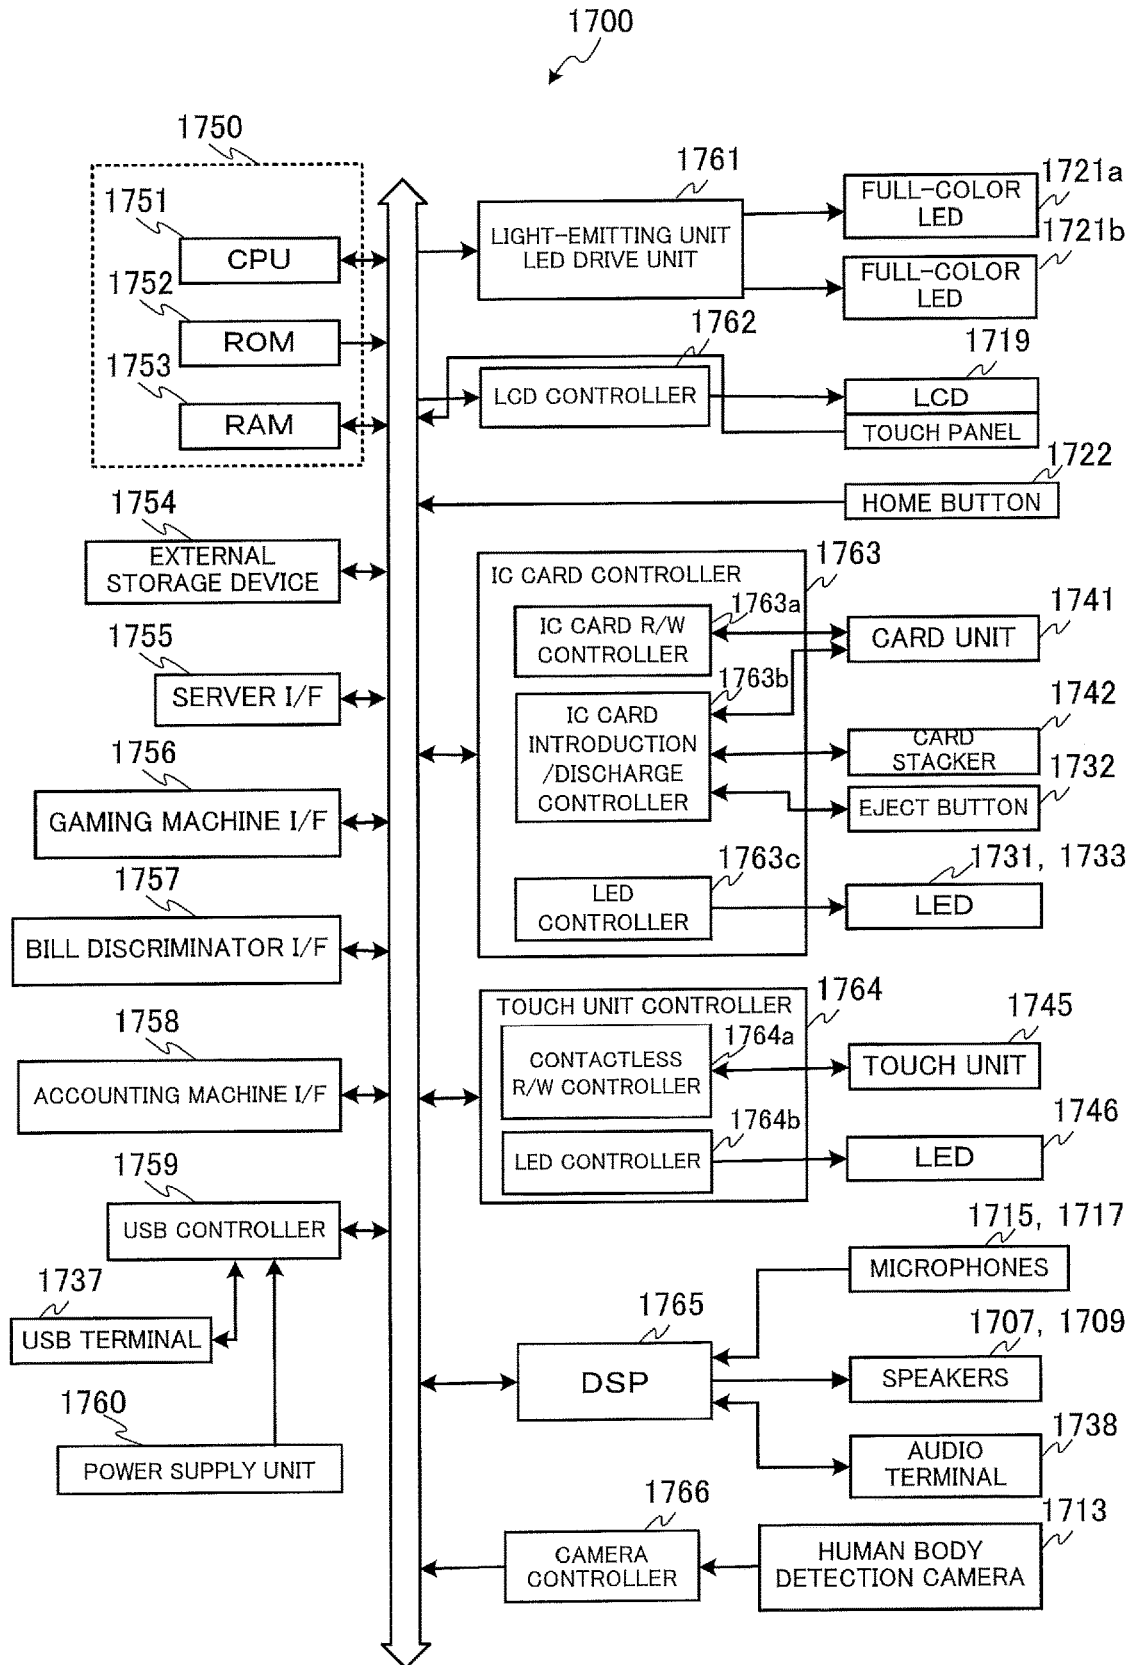 1700
1750
1751
CPU
1752
ROM
1753
RAM
1754
EXTERNAL
STORAGE DEVICE
1755
SERVER I/F
1756
GAMING MACHINE I/F
1757
BILL DISCRIMINATOR I/F
1758
ACCOUNTING MACHINE I/F
1759
USB CONTROLLER
1737
USB TERMINAL
1760
POWER SUPPLY UNIT
1761
LIGHT-EMITTING UNIT
LED DRIVE UNIT
FULL-COLOR
LED
1721a
1721b
FULL-COLOR
LED
1762
LCD CONTROLLER
1719
LCD
TOUCH PANEL
1722
HOME BUTTON
1763
IC CARD CONTROLLER
1763a
IC CARD R/W
CONTROLLER
1741
CARD UNIT
1763b
IC CARD
INTRODUCTION
/DISCHARGE
CONTROLLER
1742
CARD
STACKER
1732
EJECT BUTTON
1763c
LED
CONTROLLER
1731, 1733
LED
1764
TOUCH UNIT CONTROLLER
1764a
CONTACTLESS
R/W CONTROLLER
1745
TOUCH UNIT
1764b
LED CONTROLLER
1746
LED
1715, 1717
MICROPHONES
1765
DSP
1707, 1709
SPEAKERS
1738
AUDIO
TERMINAL
1766
CAMERA
CONTROLLER
1713
HUMAN BODY
DETECTION CAMERA